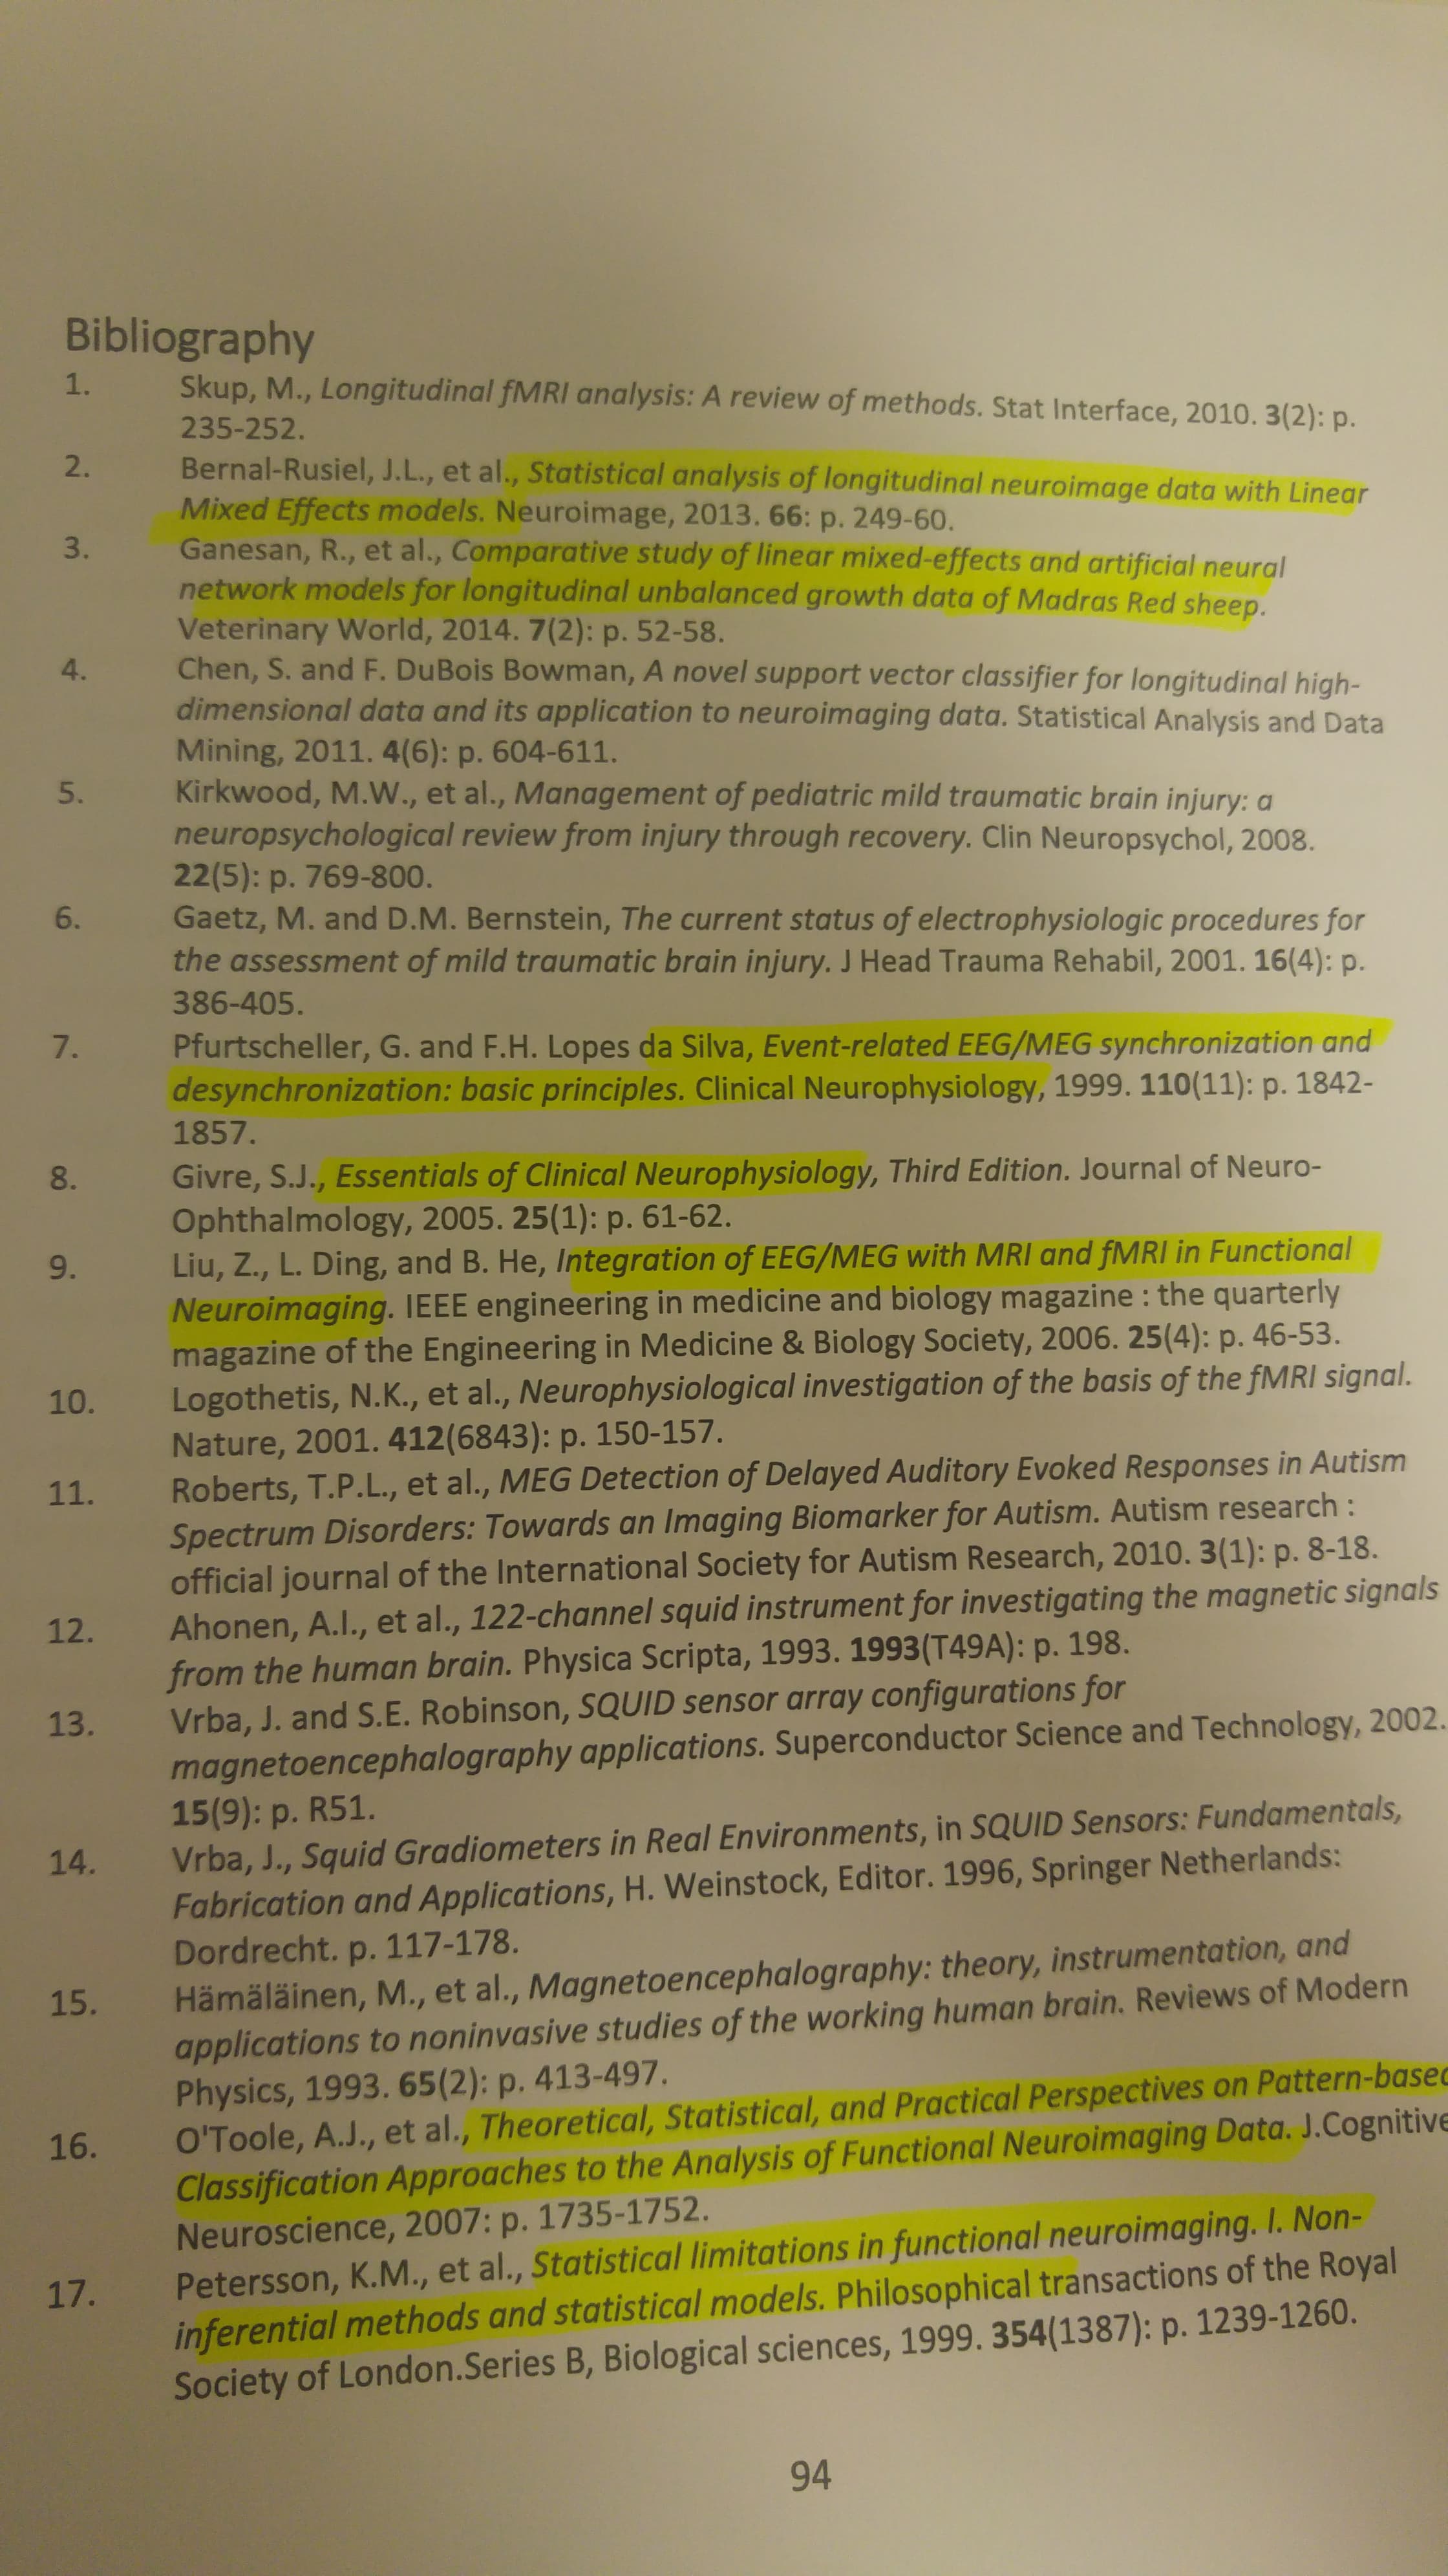 Bibliography
1. Skup, M., Longitudinal fMRI analysis: A review of methods. Stat Interface, 2010. 3(2): p.
235-252.
2. Bernal-Rusiel, J.L., et al., Statistical analysis of longitudinal neuroimage data with Linear
Mixed Effects models. Neuroimage, 2013. 66: p. 249-60.
3. Ganesan, R., et al., Comparative study of linear mixed-effects and artificial neural
network models for longitudinal unbalanced growth data of Madras Red sheep.
Veterinary World, 2014. 7(2): p. 52-58.
4. Chen, S. and F. DuBois Bowman, A novel support vector classifier for longitudinal high-
dimensional data and its application to neuroimaging data. Statistical Analysis and Data
Mining, 2011. 4(6): p. 604-611.
5. Kirkwood, M.W., et al., Management of pediatric mild traumatic brain injury: a
neuropsychological review from injury through recovery. Clin Neuropsychol, 2008.
22(5): p. 769-800.
6. Gaetz, M. and D.M. Bernstein, The current status of electrophysiologic procedures for
the assessment of mild traumatic brain injury. J Head Trauma Rehabil, 2001. 16(4): p.
386-405.
7. Pfurtscheller, G. and F.H. Lopes da Silva, Event-related EEG/MEG synchronization and
desynchronization: basic principles. Clinical Neurophysiology, 1999. 110(11): p. 1842-
1857.
8. Givre, S.J., Essentials of Clinical Neurophysiology, Third Edition. Journal of Neuro-
Ophthalmology, 2005. 25(1): p. 61-62.
9. Liu, Z., L. Ding, and B. He, Integration of EEG/MEG with MRI and fMRI in Functional
Neuroimaging. IEEE engineering in medicine and biology magazine : the quarterly
magazine of the Engineering in Medicine & Biology Society, 2006. 25(4): p. 46-53.
10. Logothetis, N.K., et al., Neurophysiological investigation of the basis of the fMRI signal.
Nature, 2001. 412(6843): p. 150-157.
11. Roberts, T.P.L., et al., MEG Detection of Delayed Auditory Evoked Responses in Autism
Spectrum Disorders: Towards an Imaging Biomarker for Autism. Autism research :
official journal of the International Society for Autism Research, 2010. 3(1): p. 8-18.
12. Ahonen, A.I., et al., 122-channel squid instrument for investigating the magnetic signals
from the human brain. Physica Scripta, 1993. 1993(T49A): p. 198.
13. Vrba, J. and S.E. Robinson, SQUID sensor array configurations for
magnetoencephalography applications. Superconductor Science and Technology, 2002.
15(9): p. R51.
14. Vrba, J., Squid Gradiometers in Real Environments, in SQUID Sensors: Fundamentals,
Fabrication and Applications, H. Weinstock, Editor. 1996, Springer Netherlands:
Dordrecht. p. 117-178.
15. Hämäläinen, M., et al., Magnetoencephalography: theory, instrumentation, and
applications to noninvasive studies of the working human brain. Reviews of Modern
Physics, 1993. 65(2): p. 413-497.
16. O'Toole, A.J., et al., Theoretical, Statistical, and Practical Perspectives on Pattern-based
Classification Approaches to the Analysis of Functional Neuroimaging Data. J.Cognitive
Neuroscience, 2007: p. 1735-1752.
17. Petersson, K.M., et al., Statistical limitations in functional neuroimaging. I. Non-
inferential methods and statistical models. Philosophical transactions of the Royal
Society of London.Series B, Biological sciences, 1999. 354(1387): p. 1239-1260.
94